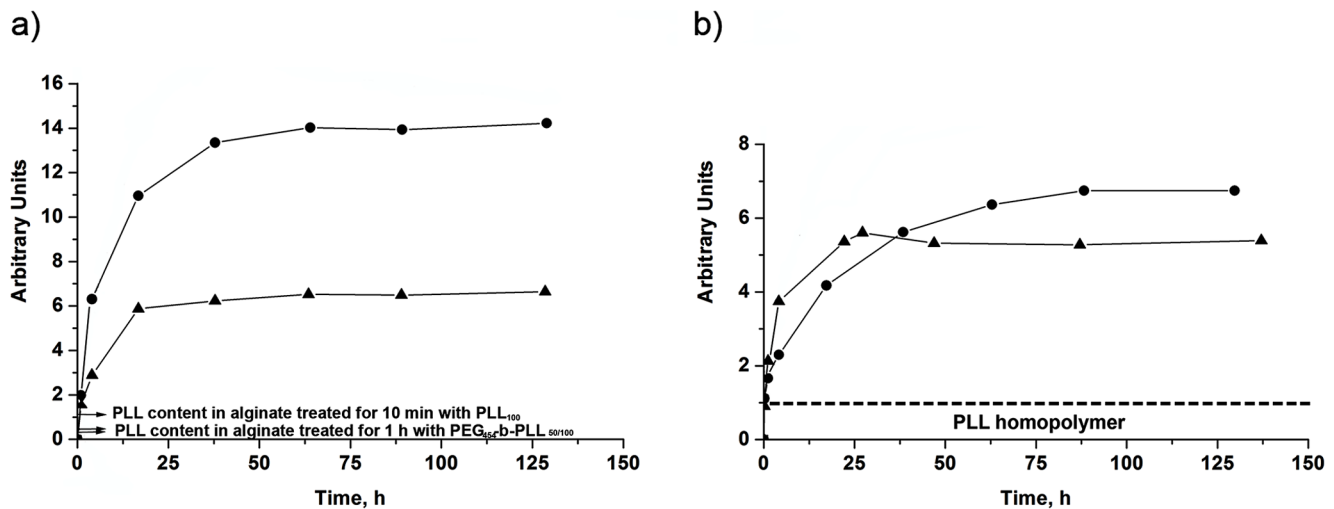 a)
16
14
12
10
8
6
4
2
0
Arbitrary Units
PLL content in alginate treated for 10 min with PLL100
PLL content in alginate treated for 1 h with PEG454-b-PLL 50/100
0 25 50 75 100 125 150
Time, h
b)
8
6
4
2
0
Arbitrary Units
PLL homopolymer
0 25 50 75 100 125 150
Time, h